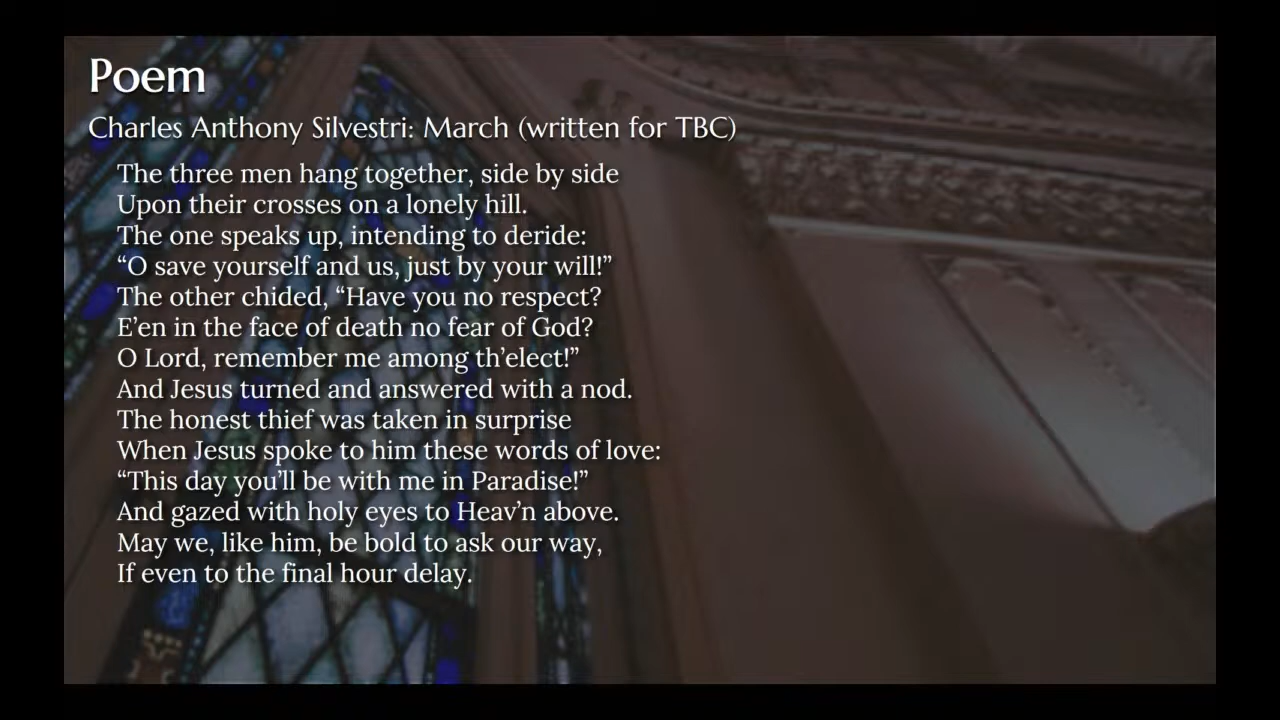 Poem
Charles Anthony Silvestri: March (written for TBC)
The three men hang together, side by side
Upon their crosses on a lonely hill.
The one speaks up, intending to deride:
“O save yourself and us, just by your will!”
The other chided, “Have you no respect?
E’en in the face of death no fear of God?
O Lord, remember me among th’elect!”
And Jesus turned and answered with a nod.
The honest thief was taken in surprise
When Jesus spoke to him these words of love:
“This day you’ll be with me in Paradise!”
And gazed with holy eyes to Heav’n above.
May we, like him, be bold to ask our way,
If even to the final hour delay.